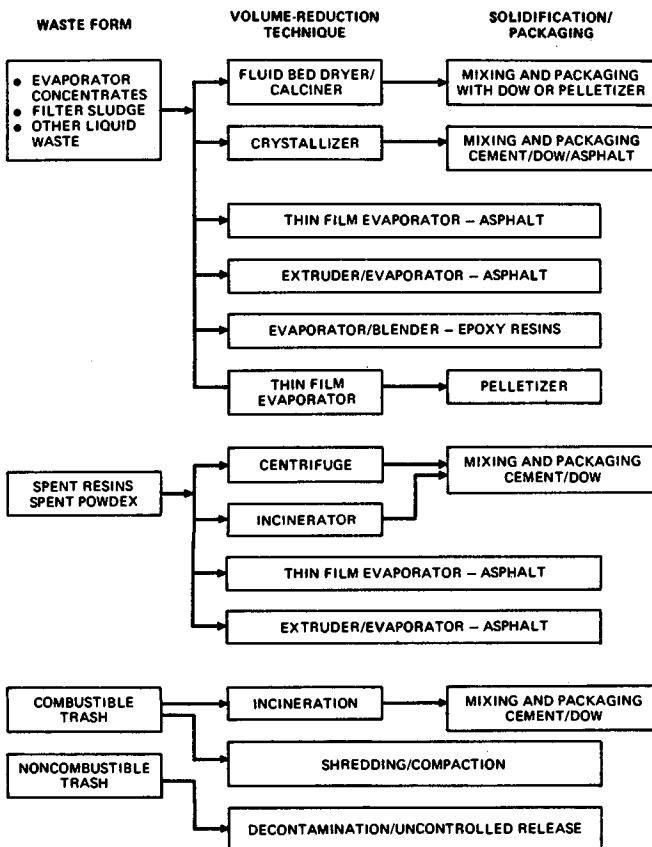 WASTE FORM
VOLUME-REDUCTION
TECHNIQUE
SOLIDIFICATION/
PACKAGING
● EVAPORATOR
CONCENTRATES
● FILTER SLUDGE
● OTHER LIQUID
WASTE
FLUID BED DRYER/
CALCINER
MIXING AND PACKAGING
WITH DOW OR PELLETIZER
CRYSTALLIZER
MIXING AND PACKAGING
CEMENT/DOW/ASPHALT
THIN FILM EVAPORATOR – ASPHALT
EXTRUDER/EVAPORATOR – ASPHALT
EVAPORATOR/BLENDER – EPOXY RESINS
THIN FILM
EVAPORATOR
PELLETIZER
SPENT RESINS
SPENT POWDEX
CENTRIFUGE
MIXING AND PACKAGING
CEMENT/DOW
INCINERATOR
THIN FILM EVAPORATOR – ASPHALT
EXTRUDER/EVAPORATOR – ASPHALT
COMBUSTIBLE
TRASH
INCINERATION
MIXING AND PACKAGING
CEMENT/DOW
SHREDDING/COMPACTION
NONCOMBUSTIBLE
TRASH
DECONTAMINATION/UNCONTROLLED RELEASE